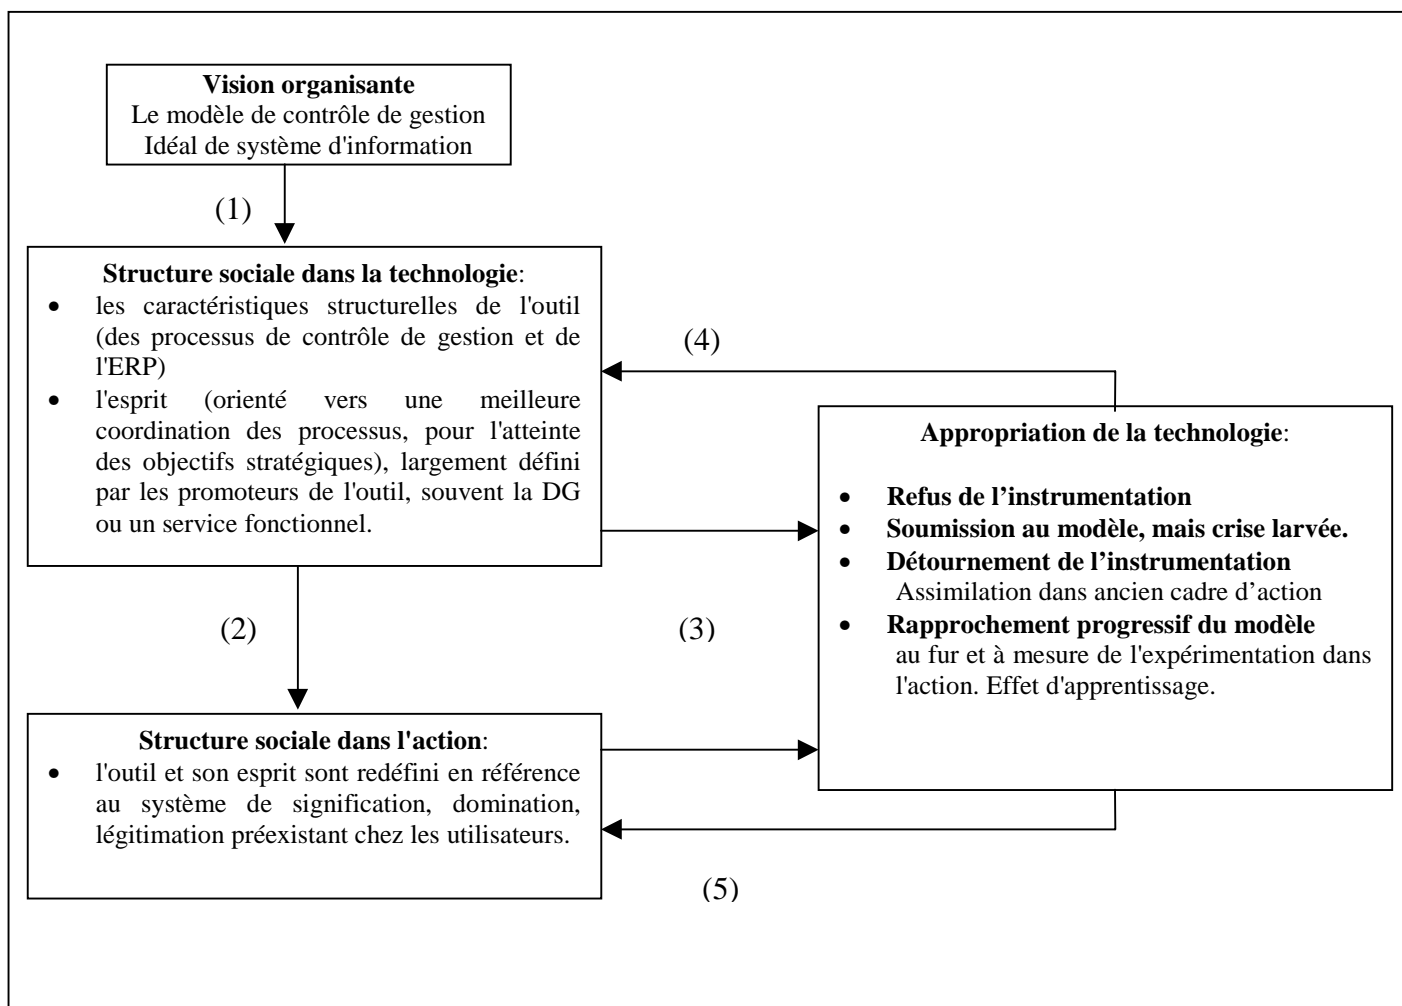 Vision organisante
Le modèle de contrôle de gestion
Idéal de système d'information
(1)
Structure sociale dans la technologie:
• les caractéristiques structurelles de l'outil
(des processus de contrôle de gestion et de
l'ERP)
• l'esprit (orienté vers une meilleure
coordination des processus, pour l'atteinte
des objectifs stratégiques), largement défini
par les promoteurs de l'outil, souvent la DG
ou un service fonctionnel.
(4)
Appropriation de la technologie:
• Refus de l’instrumentation
• Soumission au modèle, mais crise larvée.
• Détournement de l’instrumentation
Assimilation dans ancien cadre d’action
• Rapprochement progressif du modèle
au fur et à mesure de l'expérimentation dans
l'action. Effet d'apprentissage.
(2)
(3)
Structure sociale dans l'action:
• l'outil et son esprit sont redéfini en référence
au système de signification, domination,
légitimation préexistant chez les utilisateurs.
(5)